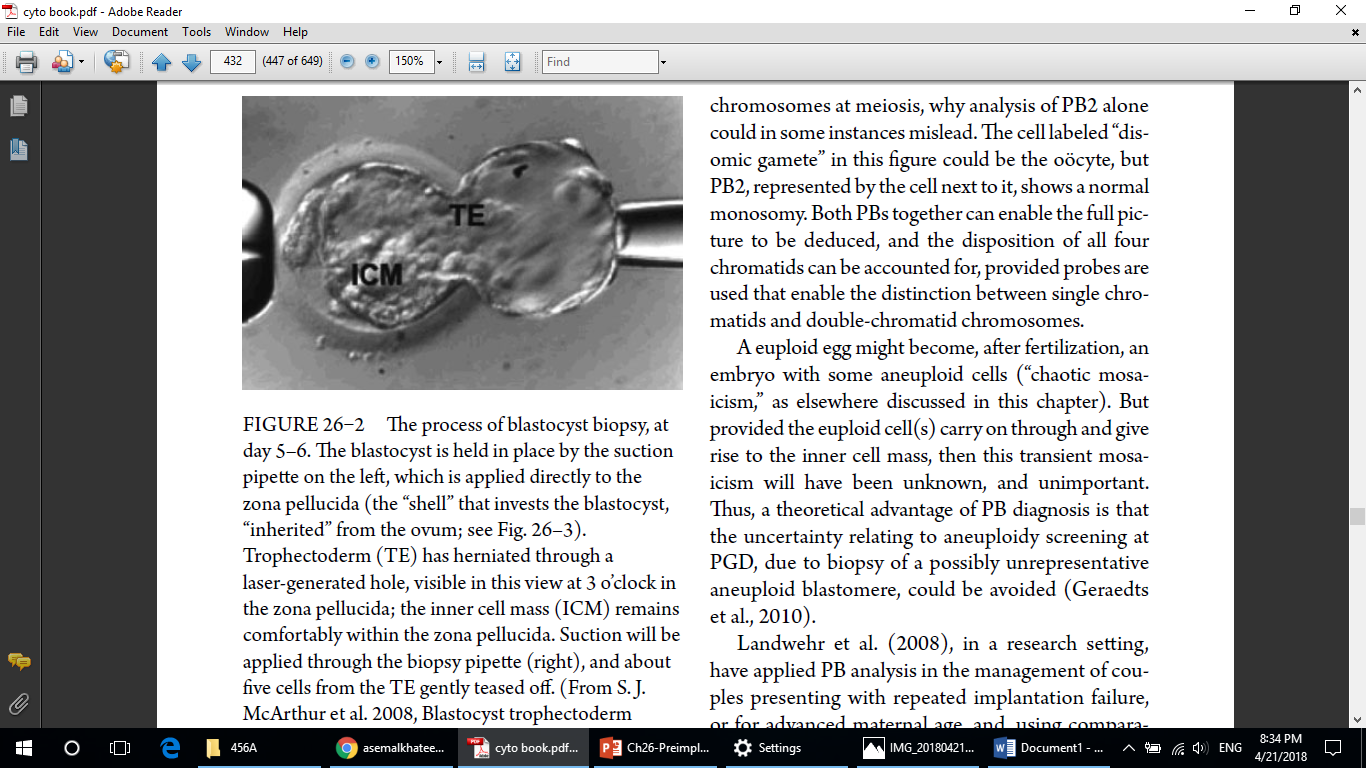 cyto book.pdf - Adobe Reader
File Edit View Document Tools Window Help
432 (447 of 649) 150% Find
TE
ICM
FIGURE 26−2 The process of blastocyst biopsy, at
day 5–6. The blastocyst is held in place by the suction
pipette on the left, which is applied directly to the
zona pellucida (the “shell” that invests the blastocyst,
“inherited” from the ovum; see Fig. 26–3).
Trophectoderm (TE) has herniated through a
laser-generated hole, visible in this view at 3 o’clock in
the zona pellucida; the inner cell mass (ICM) remains
comfortably within the zona pellucida. Suction will be
applied through the biopsy pipette (right), and about
five cells from the TE gently teased off. (From S. J.
McArthur et al. 2008, Blastocyst trophectoderm
chromosomes at meiosis, why analysis of PB2 alone
could in some instances mislead. The cell labeled “dis-
omic gamete” in this figure could be the oöcyte, but
PB2, represented by the cell next to it, shows a normal
monosomy. Both PBs together can enable the full pic-
ture to be deduced, and the disposition of all four
chromatids can be accounted for, provided probes are
used that enable the distinction between single chro-
matids and double-chromatid chromosomes.
A euploid egg might become, after fertilization, an
embryo with some aneuploid cells (“chaotic mosa-
icism,” as elsewhere discussed in this chapter). But
provided the euploid cell(s) carry on through and give
rise to the inner cell mass, then this transient mosa-
icism will have been unknown, and unimportant.
Thus, a theoretical advantage of PB diagnosis is that
the uncertainty relating to aneuploidy screening at
PGD, due to biopsy of a possibly unrepresentative
aneuploid blastomere, could be avoided (Geraedts
et al., 2010).
Landwehr et al. (2008), in a research setting,
have applied PB analysis in the management of cou-
ples presenting with repeated implantation failure,
or for advanced maternal age, and, using compara-
456A asemalkhatee... cyto book.pdf... Ch26-Preimpl... Settings IMG_20180421... Document1 - ... ENG 8:34 PM
4/21/2018